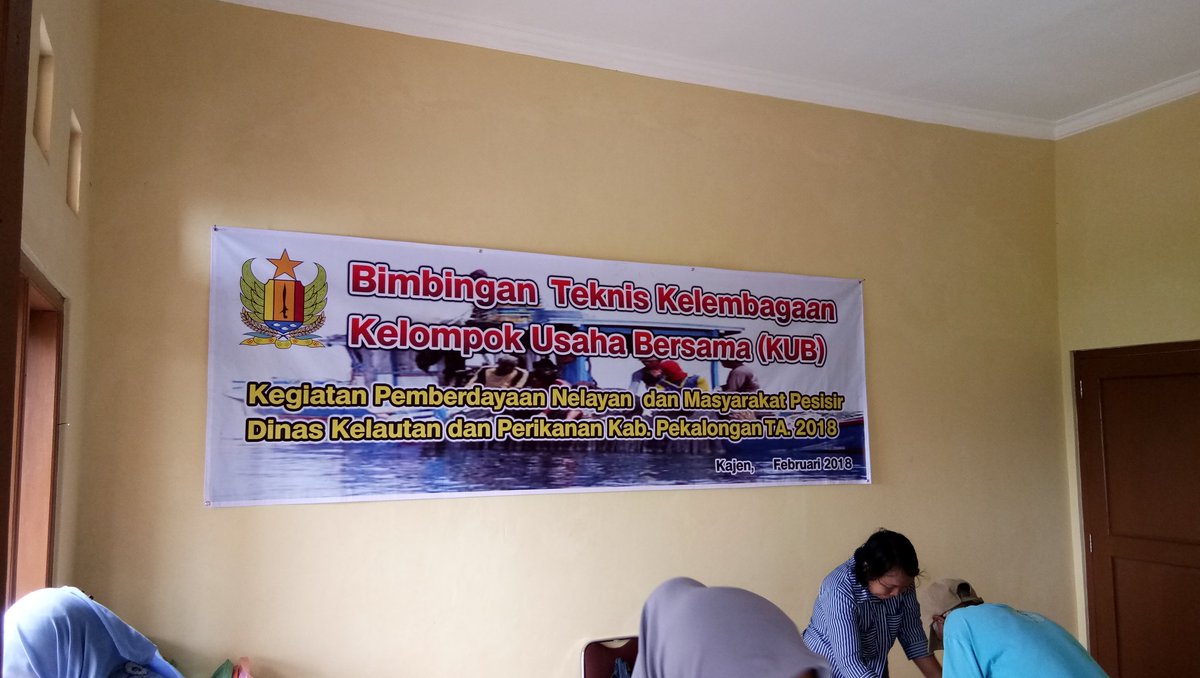 Bimbingan Teknis Kelembagaan
Kelompok Usaha Bersama (KUB)
Kegiatan Pemberdayaan Nelayan dan Masyarakat Pesisir
Dinas Kelautan dan Perikanan Kab. Pekalongan TA. 2018
Kajen, Februari 2018